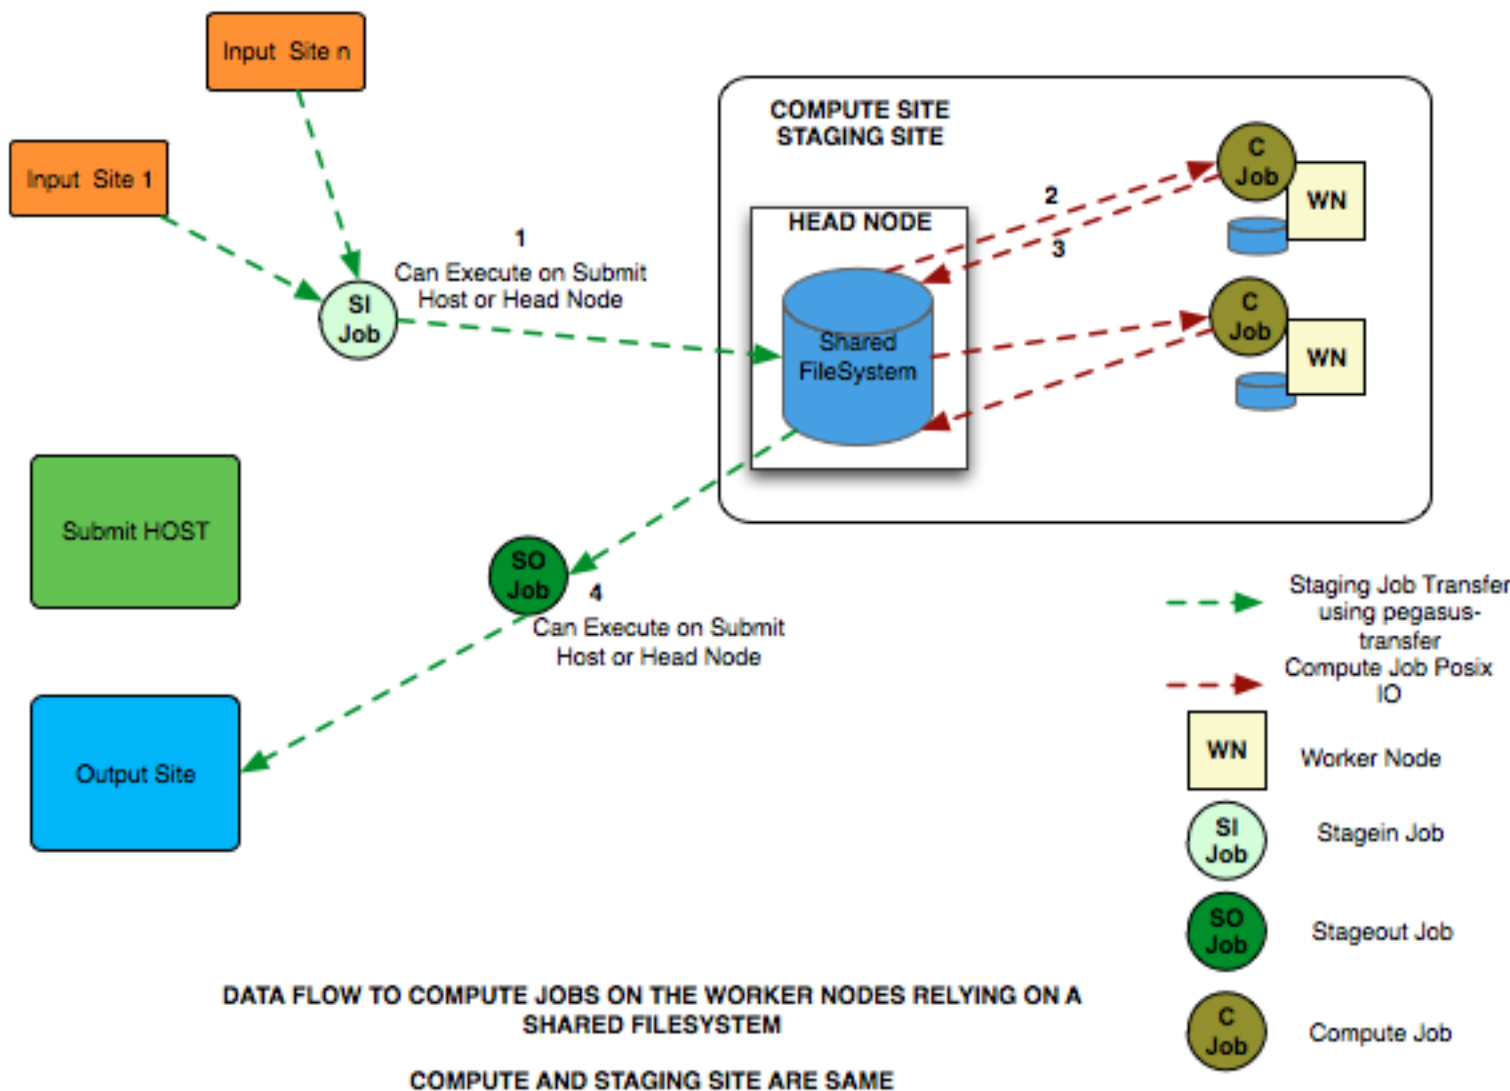 Input Site n
Input Site 1
COMPUTE SITE
STAGING SITE
C
Job
WN
2
HEAD NODE
3
1
Can Execute on Submit
Host or Head Node
SI
Job
Shared
FileSystem
C
Job
WN
Submit HOST
SO
Job
4
Can Execute on Submit
Host or Head Node
Output Site
Staging Job Transfer
using pegasus-
transfer
Compute Job Posix
IO
WN
Worker Node
SI
Job
Stagein Job
SO
Job
Stageout Job
C
Job
Compute Job
DATA FLOW TO COMPUTE JOBS ON THE WORKER NODES RELYING ON A
SHARED FILESYSTEM
COMPUTE AND STAGING SITE ARE SAME